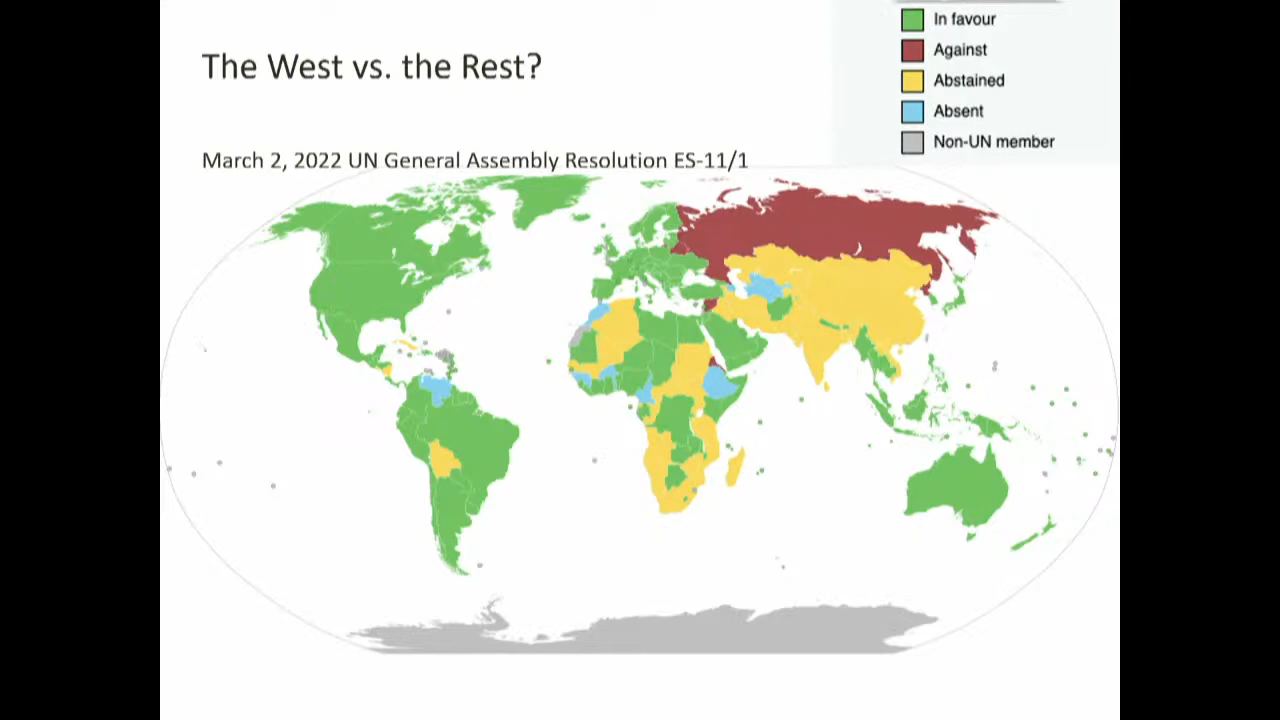 The West vs. the Rest?
March 2, 2022 UN General Assembly Resolution ES-11/1
In favour
Against
Abstained
Absent
Non-UN member